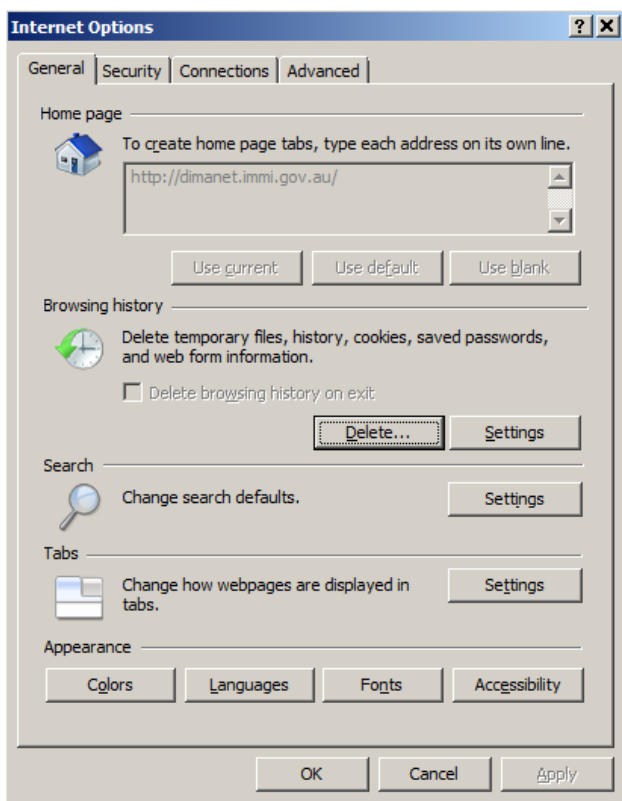 Internet Options
General Security Connections Advanced
Home page
To create home page tabs, type each address on its own line.
http://dimanet.immi.gov.au/
Use current Use default Use blank
Browsing history
Delete temporary files, history, cookies, saved passwords,
and web form information.
Delete browsing history on exit
Delete... Settings
Search
Change search defaults. Settings
Tabs
Change how webpages are displayed in Settings
tabs.
Appearance
Colors Languages Fonts Accessibility
OK Cancel Apply